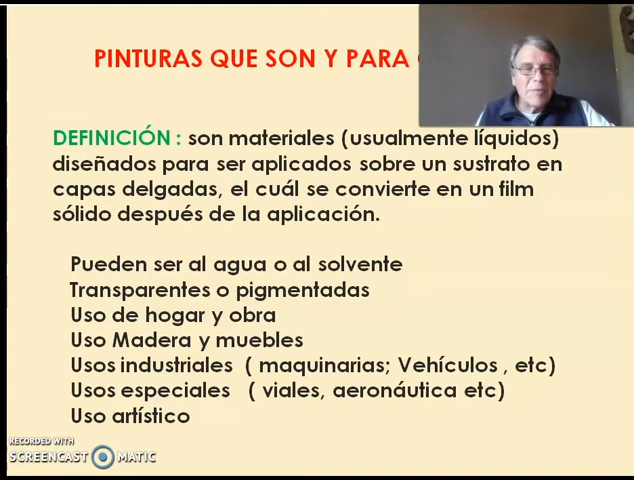 PINTURAS QUE SON Y PARA
DEFINICIÓN : son materiales (usualmente líquidos)
diseñados para ser aplicados sobre un sustrato en
capas delgadas, el cuál se convierte en un film
sólido después de la aplicación.
Pueden ser al agua o al solvente
Transparentes o pigmentadas
Uso de hogar y obra
Uso Madera y muebles
Usos industriales ( maquinarias; Vehículos , etc)
Usos especiales ( viales, aeronáutica etc)
Uso artístico
RECORDED WITH
SCREENCAST MATIC